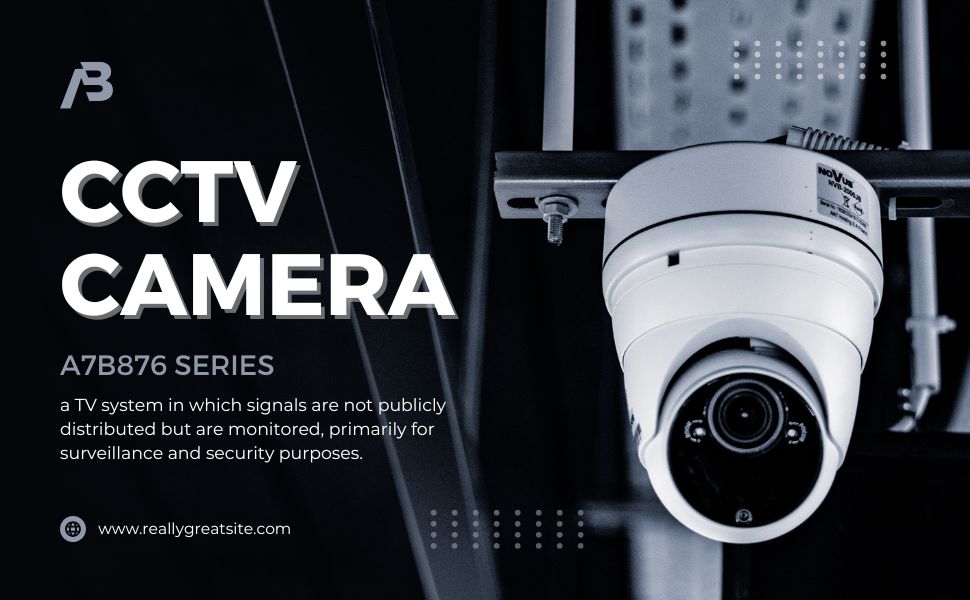 AB
CCTV
CAMERA
A7B876 SERIES
a TV system in which signals are not publicly
distributed but are monitored, primarily for
surveillance and security purposes.
www.reallygreatsite.com
NOVUS